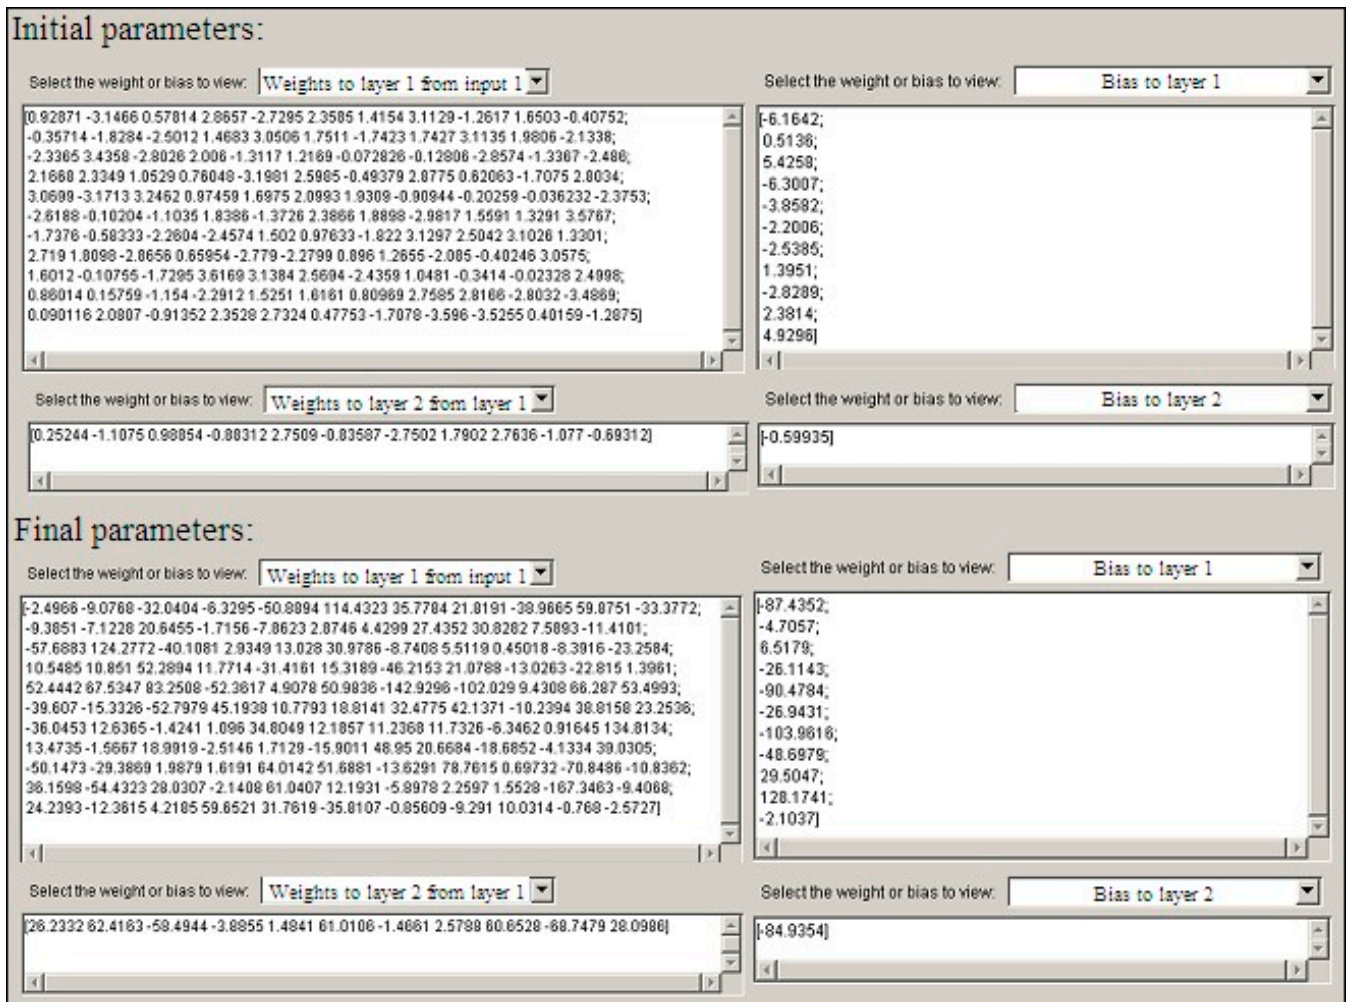 Initial parameters:
Select the weight or bias to view: Weights to layer 1 from input 1
[0.92871 -3.1466 0.57814 2.8657 -2.7295 2.3585 1.4154 3.1129 -1.2617 1.6503 -0.40752;
-0.35714 -1.8284 -2.5012 1.4683 3.0506 1.7511 -1.7423 1.7427 3.1135 1.9806 -2.1338;
-2.3365 3.4358 -2.8026 2.006 -1.3117 1.2169 -0.072826 -0.12806 -2.8574 -1.3367 -2.486;
2.1668 2.3349 1.0529 0.76048 -3.1981 2.5985 -0.49379 2.8775 0.62063 -1.7075 2.8034;
3.0699 -3.1713 3.2462 0.97459 1.6975 2.0993 1.9309 -0.90944 -0.20259 -0.036232 -2.3753;
-2.6188 -0.10204 -1.1035 1.8386 -1.3726 2.3866 1.8898 -2.9817 1.5591 1.3291 3.5767;
-1.7376 -0.58333 -2.2604 -2.4574 1.502 0.97633 -1.822 3.1297 2.5042 3.1026 1.3301;
2.719 1.8098 -2.8656 0.65954 -2.779 -2.2799 0.896 1.2655 -2.085 -0.40246 3.0575;
1.6012 -0.10755 -1.7295 3.6169 3.1384 2.5694 -2.4359 1.0481 -0.3414 -0.02328 2.4998;
0.86014 0.15759 -1.154 -2.2912 1.5251 1.6161 0.80969 2.7585 2.8166 -2.8032 -3.4869;
0.090116 2.0807 -0.91352 2.3528 2.7324 0.47753 -1.7078 -3.596 -3.5255 0.40159 -1.2875]
Select the weight or bias to view: Bias to layer 1
[-6.1642;
0.5136;
5.4258;
-6.3007;
-3.8582;
-2.2006;
-2.5385;
1.3951;
-2.8289;
2.3814;
4.9296]
Select the weight or bias to view: Weights to layer 2 from layer 1
[0.25244 -1.1075 0.98854 -0.88312 2.7509 -0.83587 -2.7502 1.7902 2.7636 -1.077 -0.69312]
Select the weight or bias to view: Bias to layer 2
[-0.59935]
Final parameters:
Select the weight or bias to view: Weights to layer 1 from input 1
[-2.4966 -9.0768 -32.0404 -6.3295 -50.8894 114.4323 35.7784 21.8191 -38.9665 59.8751 -33.3772;
-9.3851 -7.1228 20.6455 -1.7156 -7.8623 2.8746 4.4299 27.4352 30.8282 7.5893 -11.4101;
-57.6883 124.2772 -40.1081 2.9349 13.028 30.9786 -8.7408 5.5119 0.45018 -8.3916 -23.2584;
10.5485 10.851 52.2894 11.7714 -31.4161 15.3189 -46.2153 21.0788 -13.0263 -22.815 1.3961;
52.4442 67.5347 83.2508 -52.3617 4.9078 50.9836 -142.9296 -102.029 9.4308 66.287 53.4993;
-39.607 -15.3326 -52.7979 45.1938 10.7793 18.8141 32.4775 42.1371 -10.2394 38.8158 23.2536;
-36.0453 12.6365 -1.4241 1.096 34.8049 12.1857 11.2368 11.7326 -6.3462 0.91645 134.8134;
13.4735 -1.5667 18.9919 -2.5146 1.7129 -15.9011 48.95 20.6684 -18.6852 -4.1334 39.0305;
-50.1473 -29.3869 1.9879 1.6191 64.0142 51.6881 -13.6291 78.7615 0.69732 -70.8486 -10.8362;
36.1598 -54.4323 28.0307 -2.1408 61.0407 12.1931 -5.8978 2.2597 1.5528 -167.3463 -9.4068;
24.2393 -12.3615 4.2185 59.6521 31.7619 -35.8107 -0.85609 -9.291 10.0314 -0.768 -2.5727]
Select the weight or bias to view: Bias to layer 1
[-87.4352;
-4.7057;
6.5179;
-26.1143;
-90.4784;
-26.9431;
-103.9616;
-48.6979;
29.5047;
128.1741;
-2.1037]
Select the weight or bias to view: Weights to layer 2 from layer 1
[26.2332 62.4163 -58.4944 -3.8855 1.4841 61.0106 -1.4661 2.5788 60.6528 -68.7479 28.0986]
Select the weight or bias to view: Bias to layer 2
[-84.9354]